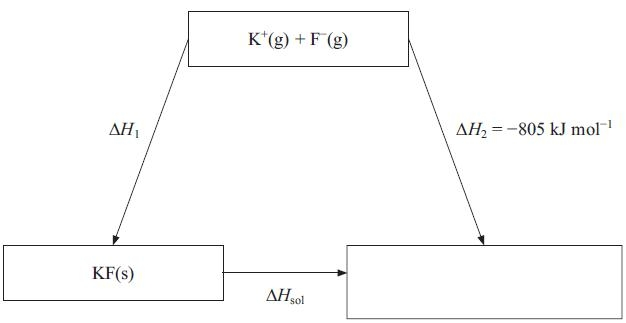 K⁺(g) + F⁻(g)
ΔH₁
ΔH₂ = −805 kJ mol⁻¹
KF(s)
ΔHsol